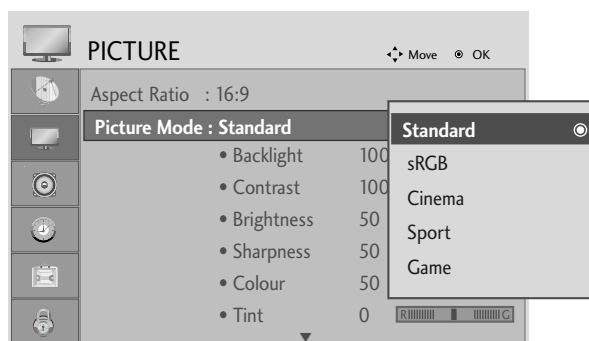 PICTURE
Move OK
Aspect Ratio : 16:9
Picture Mode : Standard
• Backlight 100
• Contrast 100
• Brightness 50
• Sharpness 50
• Colour 50
• Tint 0 R G
Standard
sRGB
Cinema
Sport
Game